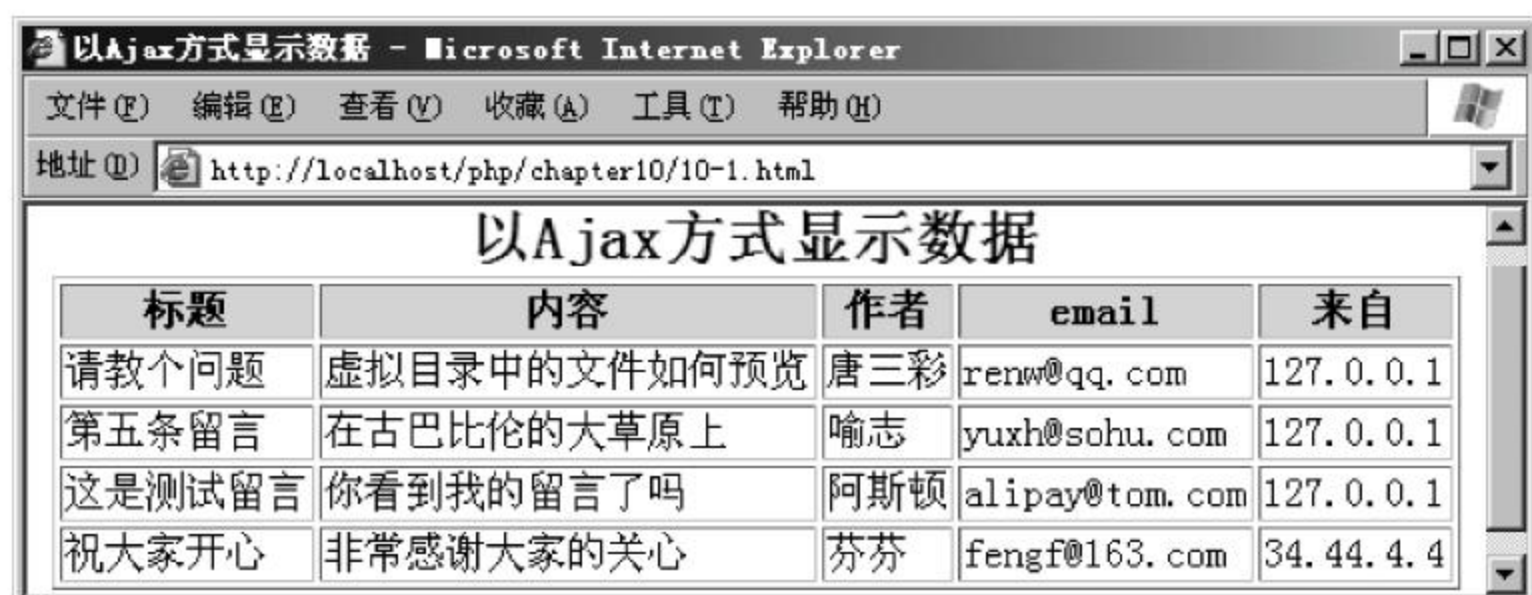 以Ajax方式显示数据 - Microsoft Internet Explorer
文件(F) 编辑(E) 查看(V) 收藏(A) 工具(T) 帮助(H)
地址(D) http://localhost/php/chapter10/10-1.html
以Ajax方式显示数据
标题 内容 作者 email 来自
请教个问题 虚拟目录中的文件如何预览 唐三彩 renw@qq.com 127.0.0.1
第五条留言 在古巴比伦的大草原上 喻志 yuxh@sohu.com 127.0.0.1
这是测试留言 你看到我的留言了吗 阿斯顿 alipay@tom.com 127.0.0.1
祝大家开心 非常感谢大家的关心 芬芬 fengf@163.com 34.44.4.4